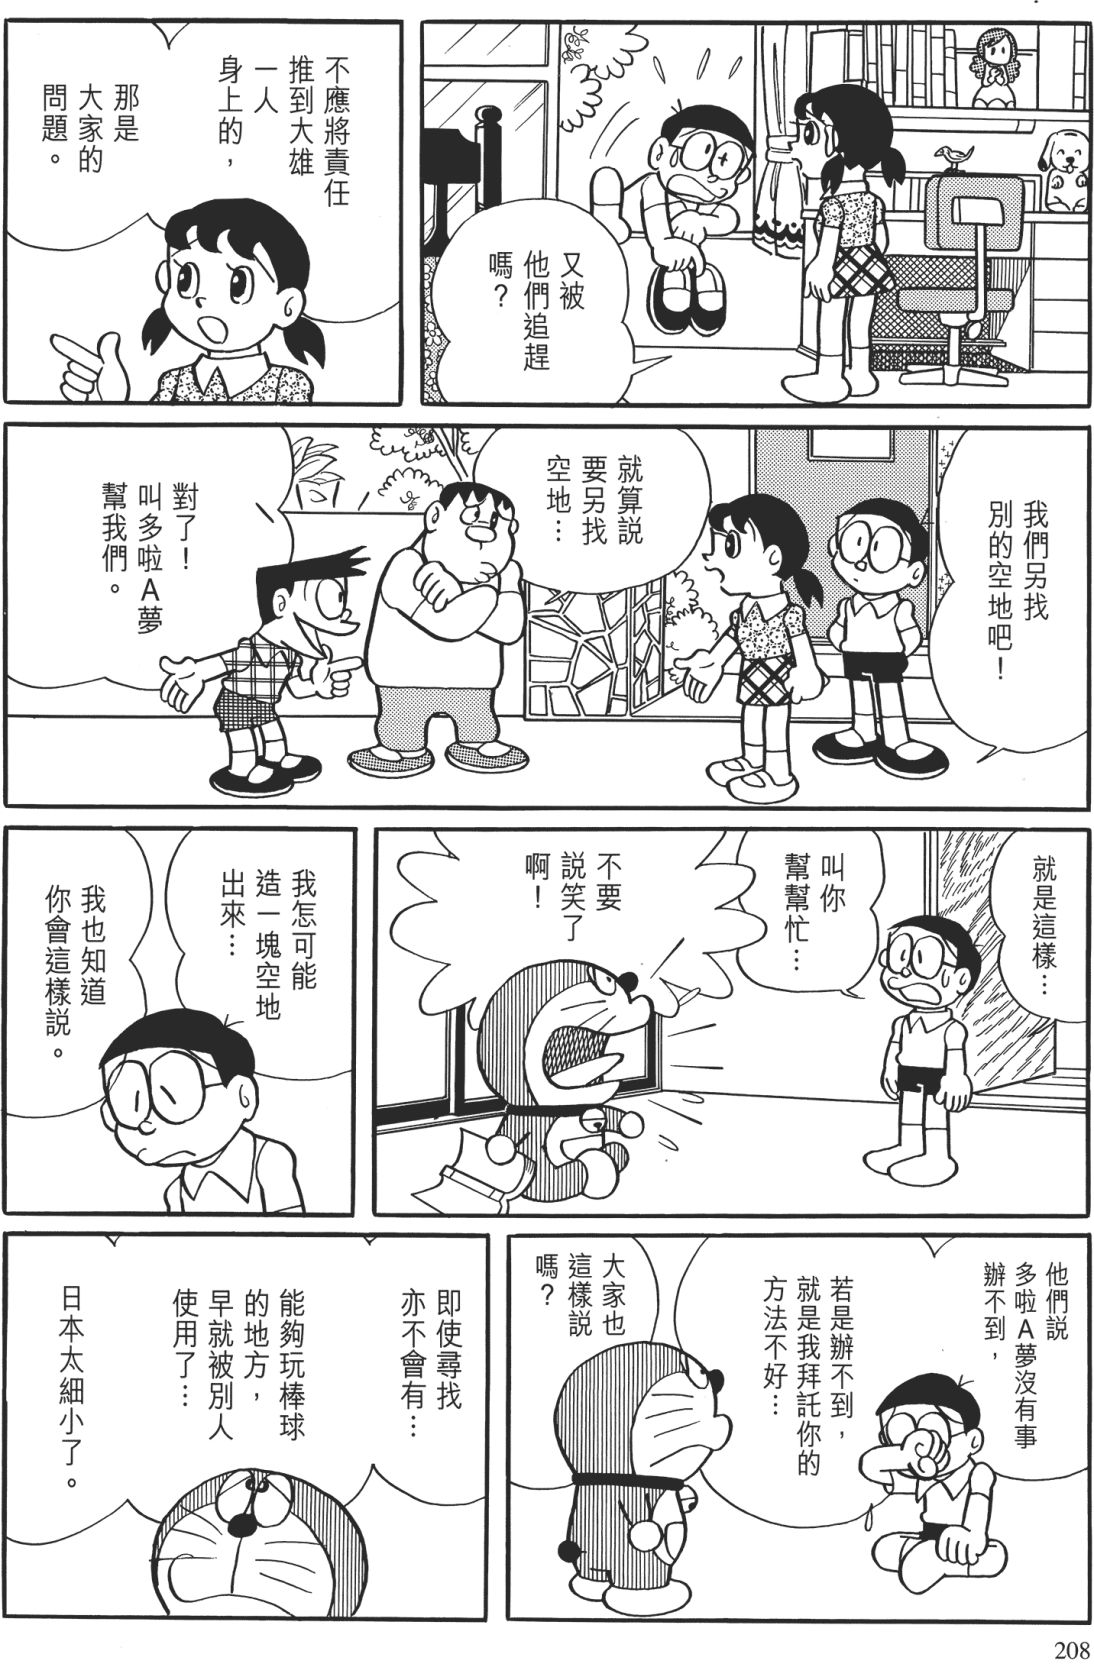 又被
他們追趕
嗎？
不應將責任
推到大雄
一人
身上的，
那是
大家的
問題。
我們另找
別的空地吧！
就算説
要另找
空地…
對了！
叫多啦A夢
幫我們。
就是這樣…
叫你
幫幫忙…
不要
説笑了
啊！
我怎可能
造一塊空地
出來…
我也知道
你會這樣説。
他們説
多啦A夢沒有事
辦不到，
若是辦不到，
就是我拜託你的
方法不好…
大家也
這樣説
嗎？
即使尋找
亦不會有…
能夠玩棒球
的地方，
早就被別人
使用了…
日本太細小了。
208